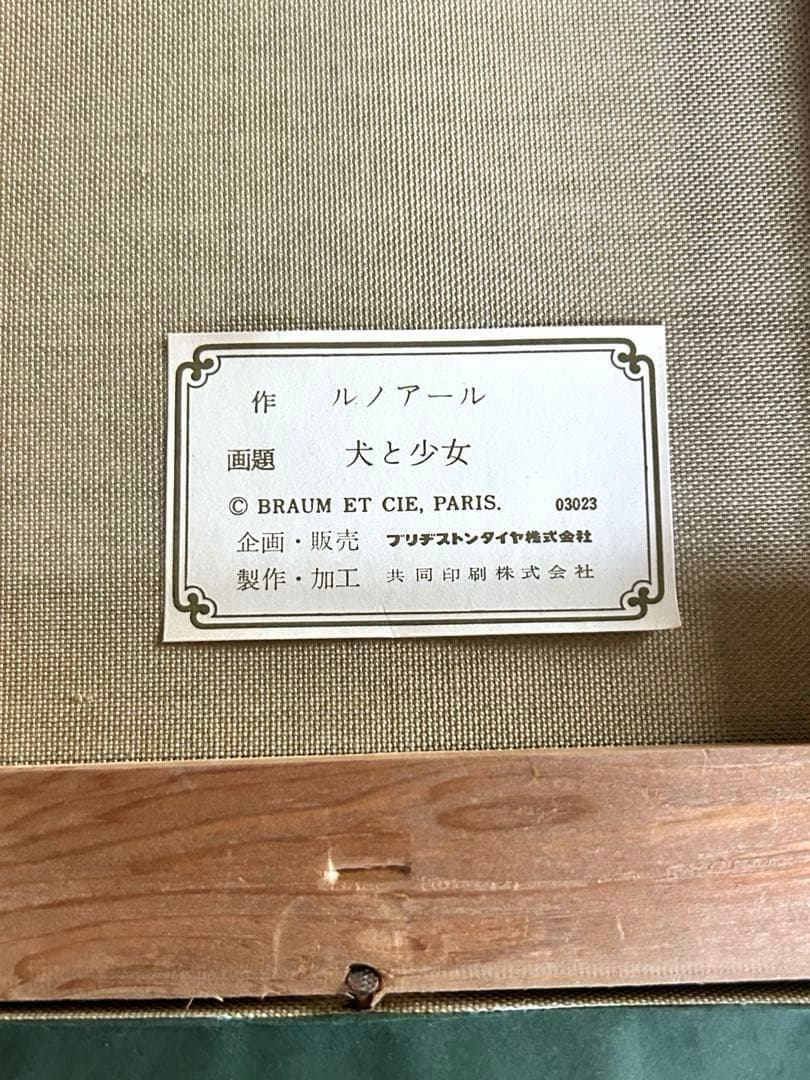 作 ルノアール
画題 犬と少女
© BRAUM ET CIE, PARIS. 03023
企画・販売 ブリヂストンタイヤ株式会社
製作・加工 共同印刷株式会社